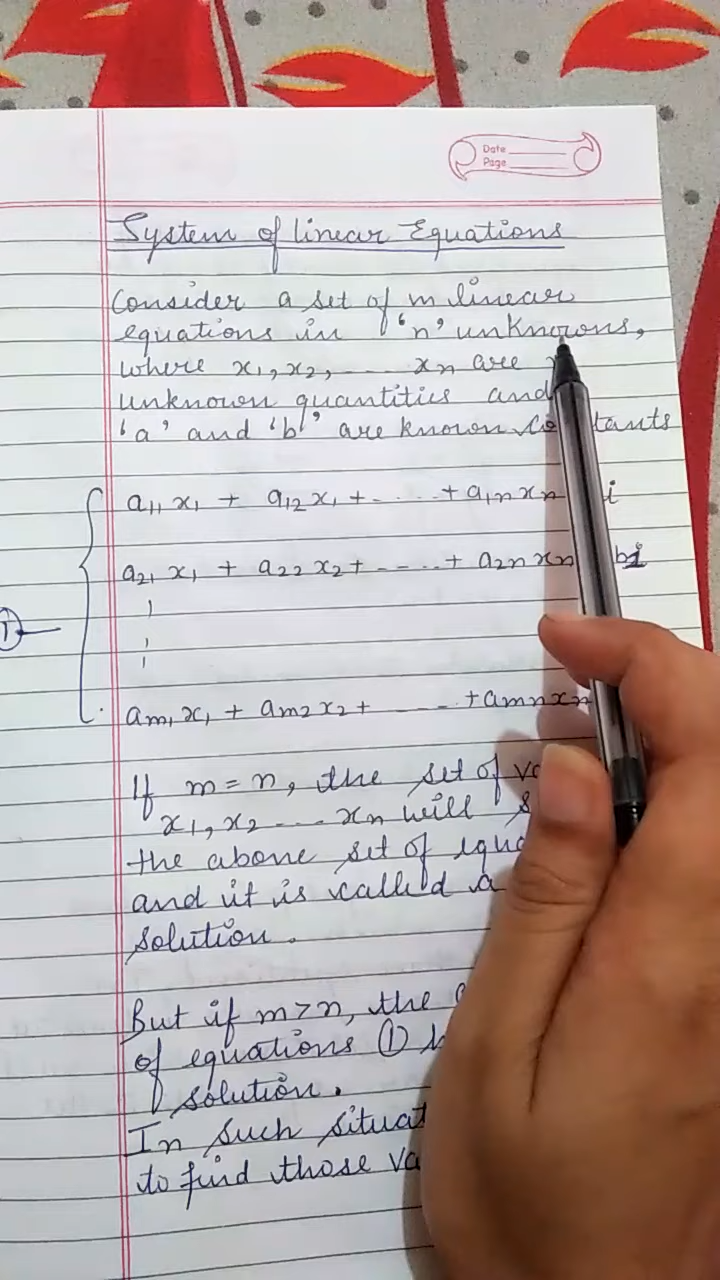 Date
Page
System of linear Equations
Consider a set of m linear
equations in 'n' unknowns,
where x₁, x₂, ..... xₙ are
unknown quantities and
'a' and 'b' are known
a₁₁ x₁ + a₁₂ x₁ + ..... + a₁ₙ xₙ i
a₂₁ x₁ + a₂₂ x₂ + ----.. + a₂ₙ xₙ
1
aₘ₁ x₁ + aₘ₂ x₂ + ---- + aₘₙ xₙ
If m = n, the set of
x₁, x₂ --- xₙ will
the abone set of
and it is called a
solution.
But if m > n, the
of equations ①
solution.
In such
to find those